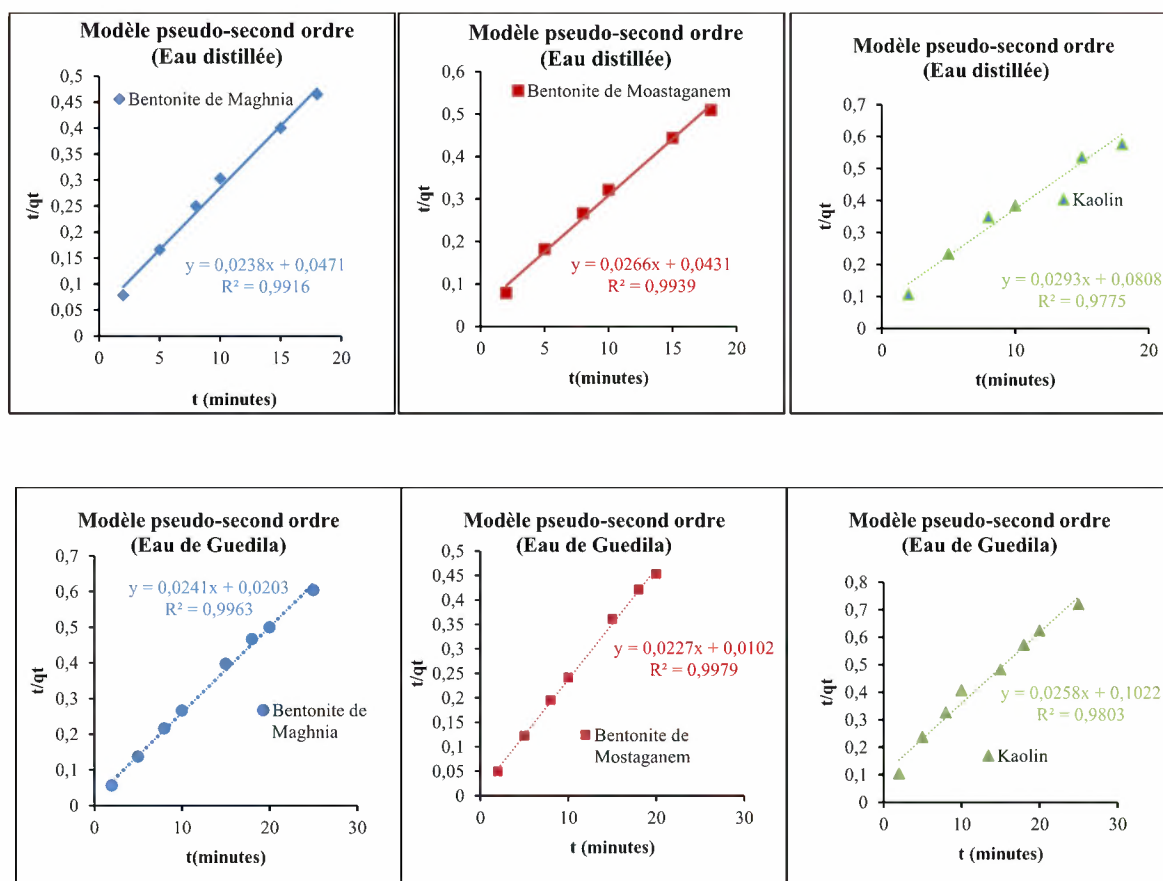 Modèle pseudo-second ordre
(Eau distillée)
0,5
0,45
0,4
0,35
0,3
0,25
0,2
0,15
0,1
0,05
0
t/qt
Bentonite de Maghnia
y = 0,0238x + 0,0471
R² = 0,9916
0 5 10 15 20
t (minutes)
Modèle pseudo-second ordre
(Eau distillée)
0,6
0,5
0,4
0,3
0,2
0,1
0
t/qt
Bentonite de Moastaganem
y = 0,0266x + 0,0431
R² = 0,9939
0 5 10 15 20
t(minutes)
Modèle pseudo-second ordre
(Eau distillée)
0,7
0,6
0,5
0,4
0,3
0,2
0,1
0
t/qt
Kaolin
y = 0,0293x + 0,0808
R² = 0,9775
0 10 20
t(minutes)
Modèle pseudo-second ordre
(Eau de Guedila)
0,7
0,6
0,5
0,4
0,3
0,2
0,1
0
t/qt
y = 0,0241x + 0,0203
R² = 0,9963
Bentonite de
Maghnia
0 10 20 30
t(minutes)
Modèle pseudo-second ordre
(Eau de Guedila)
0,5
0,45
0,4
0,35
0,3
0,25
0,2
0,15
0,1
0,05
0
t/qt
y = 0,0227x + 0,0102
R² = 0,9979
Bentonite de
Mostaganem
0 10 20 30
t (minutes)
Modèle pseudo-second ordre
(Eau de Guedila)
0,8
0,7
0,6
0,5
0,4
0,3
0,2
0,1
0
t/qt
y = 0,0258x + 0,1022
R² = 0,9803
Kaolin
0 10 20 30
t (minutes)